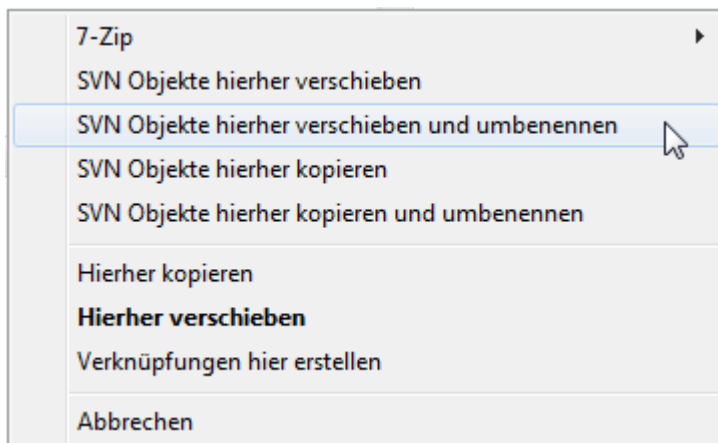 7-Zip
SVN Objekte hierher verschieben
SVN Objekte hierher verschieben und umbenennen
SVN Objekte hierher kopieren
SVN Objekte hierher kopieren und umbenennen
Hierher kopieren
Hierher verschieben
Verknüpfungen hier erstellen
Abbrechen